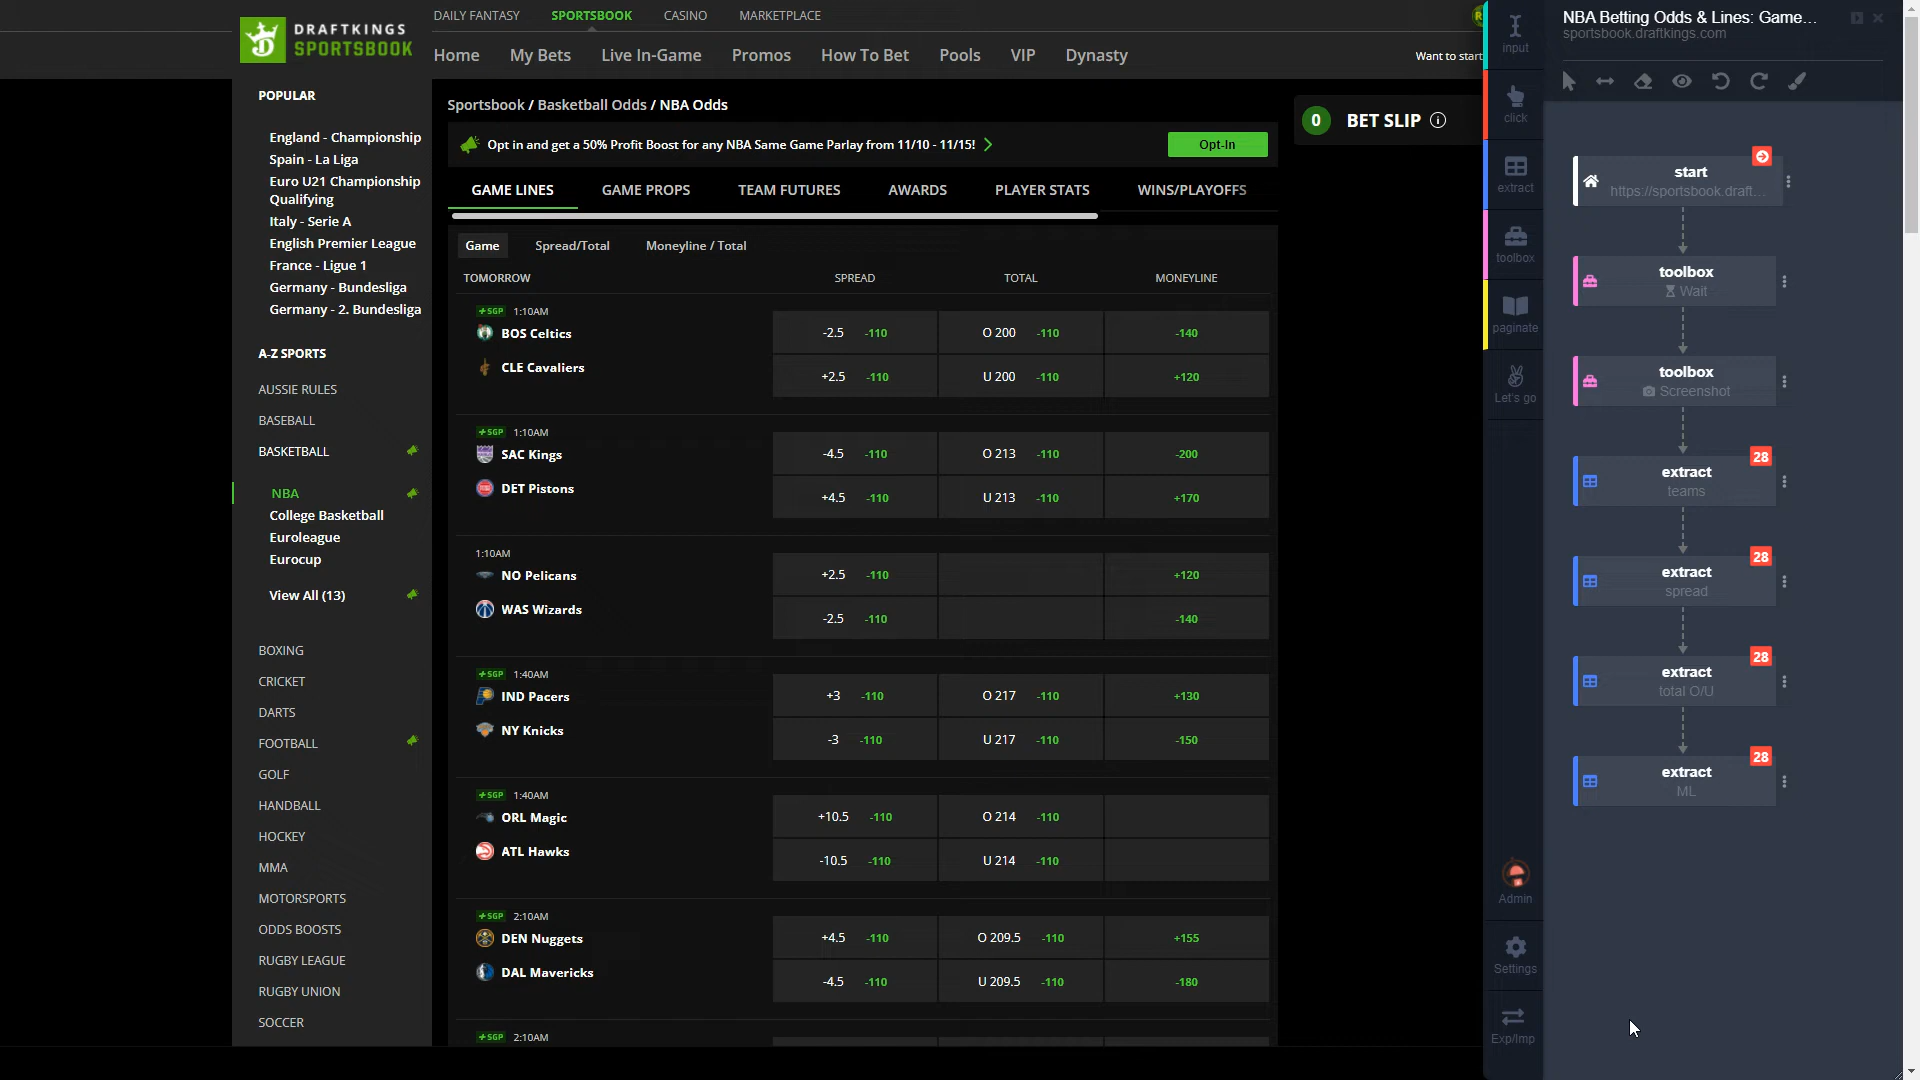 DRAFTKINGS
SPORTSBOOK
DAILY FANTASY SPORTSBOOK CASINO MARKETPLACE
Home My Bets Live In-Game Promos How To Bet Pools VIP Dynasty
Want to start
POPULAR
England - Championship
Spain - La Liga
Euro U21 Championship
Qualifying
Italy - Serie A
English Premier League
France - Ligue 1
Germany - Bundesliga
Germany - 2. Bundesliga
A-Z SPORTS
AUSSIE RULES
BASEBALL
BASKETBALL
NBA
College Basketball
Euroleague
Eurocup
View All (13)
BOXING
CRICKET
DARTS
FOOTBALL
GOLF
HANDBALL
HOCKEY
MMA
MOTORSPORTS
ODDS BOOSTS
RUGBY LEAGUE
RUGBY UNION
SOCCER
Sportsbook / Basketball Odds / NBA Odds
Opt in and get a 50% Profit Boost for any NBA Same Game Parlay from 11/10 - 11/15!
Opt-In
GAME LINES GAME PROPS TEAM FUTURES AWARDS PLAYER STATS WINS/PLAYOFFS
Game Spread/Total Moneyline / Total
TOMORROW SPREAD TOTAL MONEYLINE
+SGP 1:10AM
BOS Celtics -2.5 -110 O 200 -110 -140
CLE Cavaliers +2.5 -110 U 200 -110 +120
+SGP 1:10AM
SAC Kings -4.5 -110 O 213 -110 -200
DET Pistons +4.5 -110 U 213 -110 +170
1:10AM
NO Pelicans +2.5 -110 +120
WAS Wizards -2.5 -110 -140
+SGP 1:40AM
IND Pacers +3 -110 O 217 -110 +130
NY Knicks -3 -110 U 217 -110 -150
+SGP 1:40AM
ORL Magic +10.5 -110 O 214 -110
ATL Hawks -10.5 -110 U 214 -110
+SGP 2:10AM
DEN Nuggets +4.5 -110 O 209.5 -110 +155
DAL Mavericks -4.5 -110 U 209.5 -110 -180
+SGP 2:10AM
0 BET SLIP
input
click
extract
toolbox
paginate
Let's go
Admin
Settings
Exp/Imp
NBA Betting Odds & Lines: Game...
sportsbook.draftkings.com
start
https://sportsbook.draft...
toolbox
Wait
toolbox
Screenshot
28
extract
teams
28
extract
spread
28
extract
total O/U
28
extract
ML